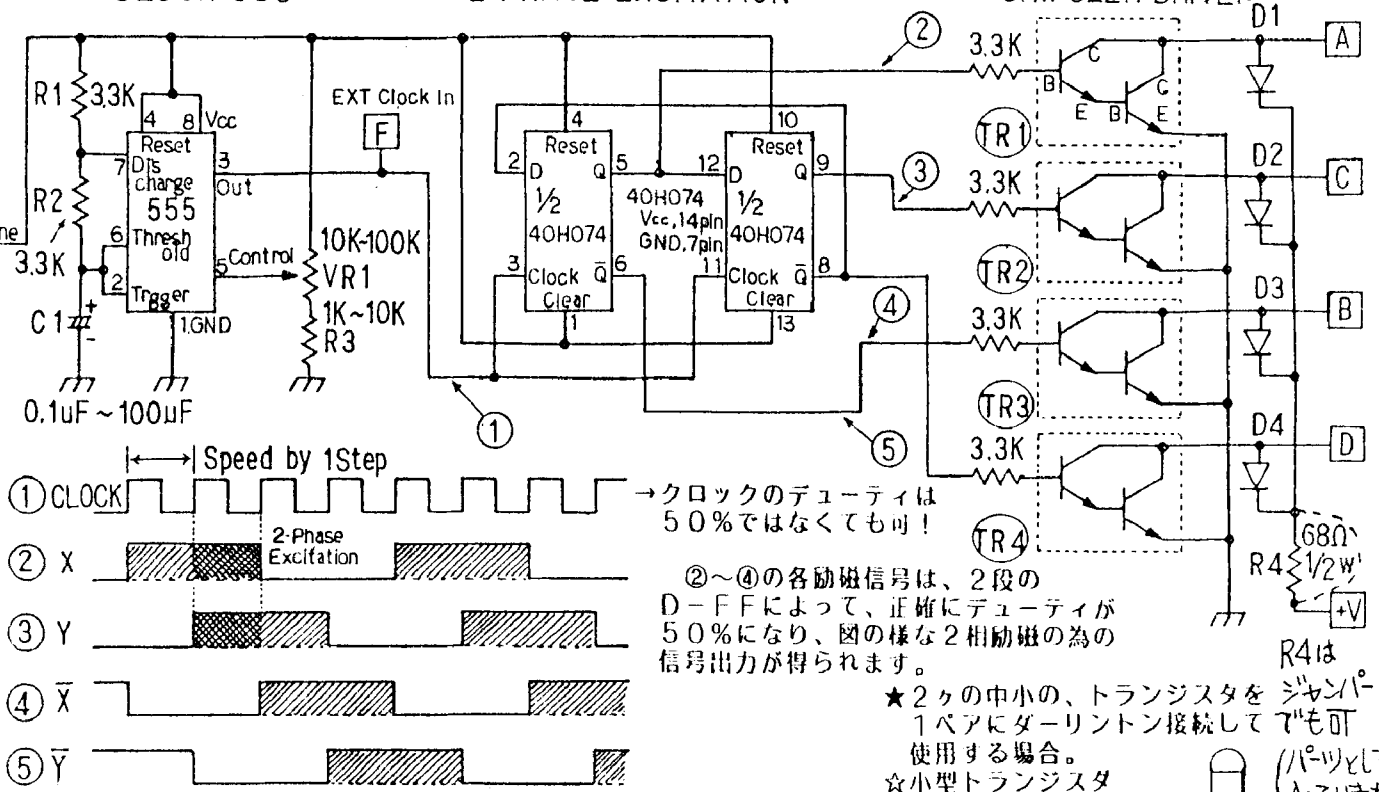 EXT Clock In
F
R1
3.3K
4
8
Vcc
Reset
7
Dis
charge
3
Out
555
R2
3.3K
6
Thresh
old
5
Control
2
Trgger
C1
+
-
1.GND
0.1uF~100uF
10K~100K
VR1
1K~10K
R3
4
Reset
2
D
Q
5
1/2
40H074
3
Clock
Q̄
6
Clear
1
40H074
Vcc,14pin
GND,7pin
10
Reset
12
D
Q
9
1/2
40H074
11
Clock
Q̄
8
Clear
13
①
②
③
④
⑤
3.3K
B
C
E
B
C
E
TR1
D1
A
3.3K
TR2
D2
C
3.3K
TR3
D3
B
3.3K
TR4
D4
D
68Ω
1/2W
R4
+V
Speed by 1Step
①CLOCK
2-Phase
Excifation
② X
③ Y
④ X̄
⑤ Ȳ
→クロックのデューティは
50%ではなくても可!
②~④の各励磁信号は、2段の
D-FFによって、正確にデューティが
50%になり、図の様な2相励磁の為の
信号出力が得られます。
R4は
ジャンパー
でも可
★2ヶの中小の、トランジスタを
1ペアにダーリントン接続して
使用する場合。
☆小型トランジスタ
(パーツとし